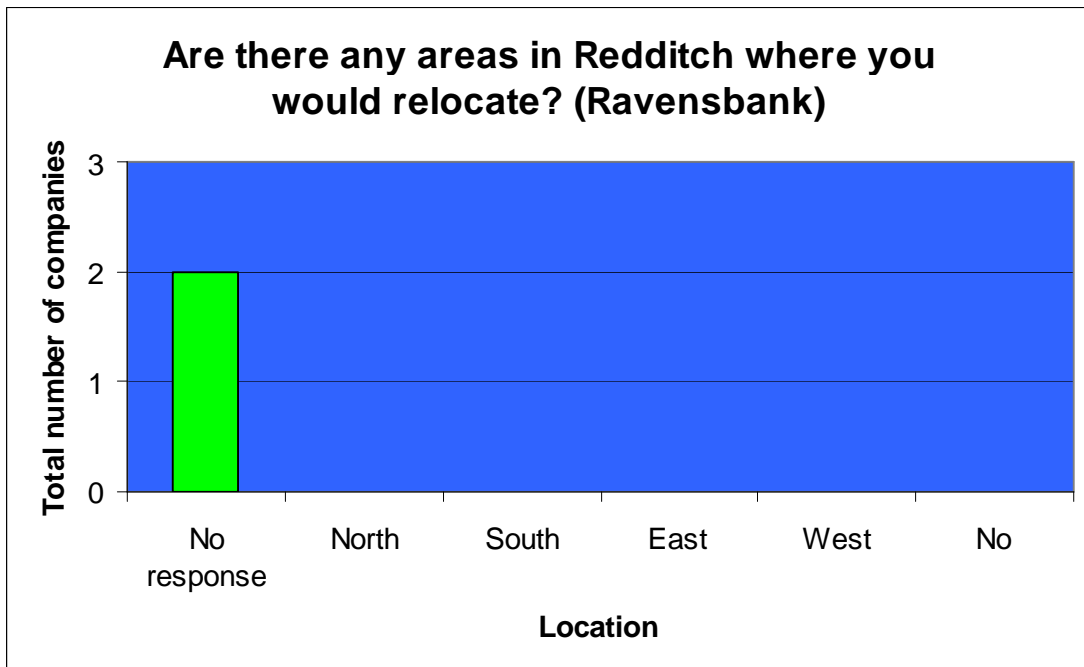 Are there any areas in Redditch where you
would relocate? (Ravensbank)
Total number of companies
3
2
1
0
No
response
North
South
East
West
No
Location